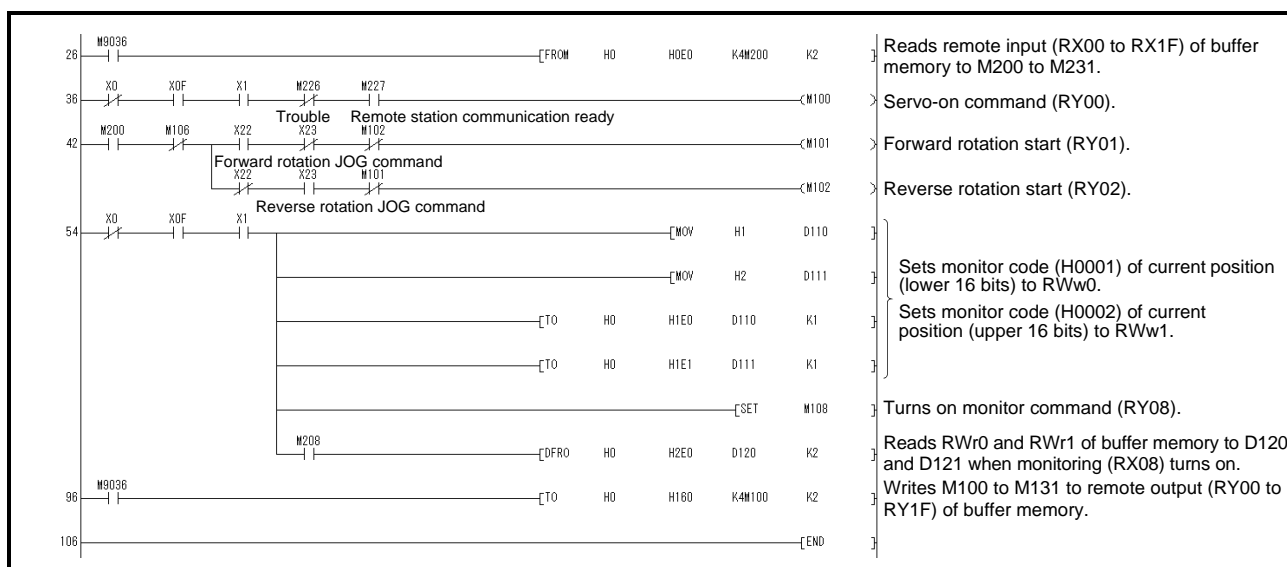 M9036
26 FROM H0 H0E0 K4M200 K2 Reads remote input (RX00 to RX1F) of buffer
memory to M200 to M231.
X0 X0F X1 M226 M227
36 M100 Servo-on command (RY00).
Trouble Remote station communication ready
M200 M106 X22 X23 M102
42 M101 Forward rotation start (RY01).
Forward rotation JOG command
X22 X23 M101
M102 Reverse rotation start (RY02).
Reverse rotation JOG command
X0 X0F X1
54 MOV H1 D110
MOV H2 D111
Sets monitor code (H0001) of current position
(lower 16 bits) to RWw0.
Sets monitor code (H0002) of current
position (upper 16 bits) to RWw1.
TO H0 H1E0 D110 K1
TO H0 H1E1 D111 K1
SET M108 Turns on monitor command (RY08).
M208
DFRO H0 H2E0 D120 K2 Reads RWr0 and RWr1 of buffer memory to D120
and D121 when monitoring (RX08) turns on.
M9036
96 TO H0 H160 K4M100 K2 Writes M100 to M131 to remote output (RY00 to
RY1F) of buffer memory.
106 END